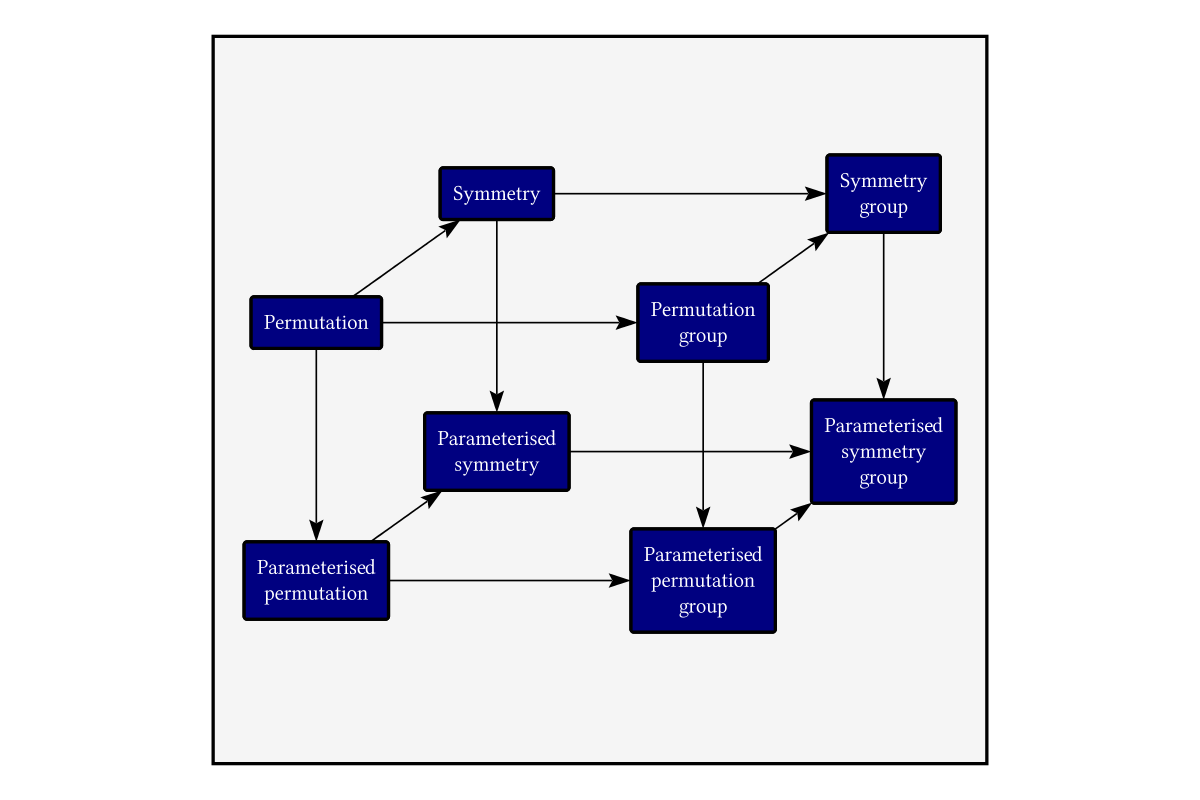 Symmetry
Symmetry
group
Permutation
Permutation
group
Parameterised
symmetry
Parameterised
symmetry
group
Parameterised
permutation
Parameterised
permutation
group